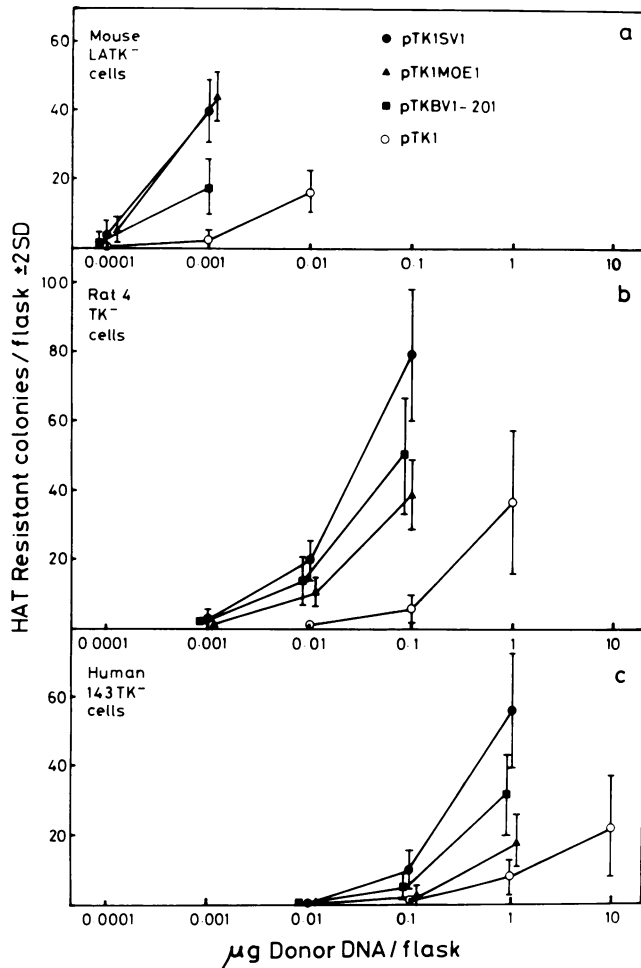 Mouse
LATK⁻
cells
a
pTK1SV1
pTK1MOE1
pTKBV1-201
pTK1
60
40
20
0.0001 0.001 0.01 0.1 1 10
Rat 4
TK⁻
cells
b
100
80
60
40
20
0.0001 0.001 0.01 0.1 1 10
Human
143TK⁻
cells
c
60
40
20
0.0001 0.001 0.01 0.1 1 10
HAT Resistant colonies/flask ±2SD
µg Donor DNA/flask